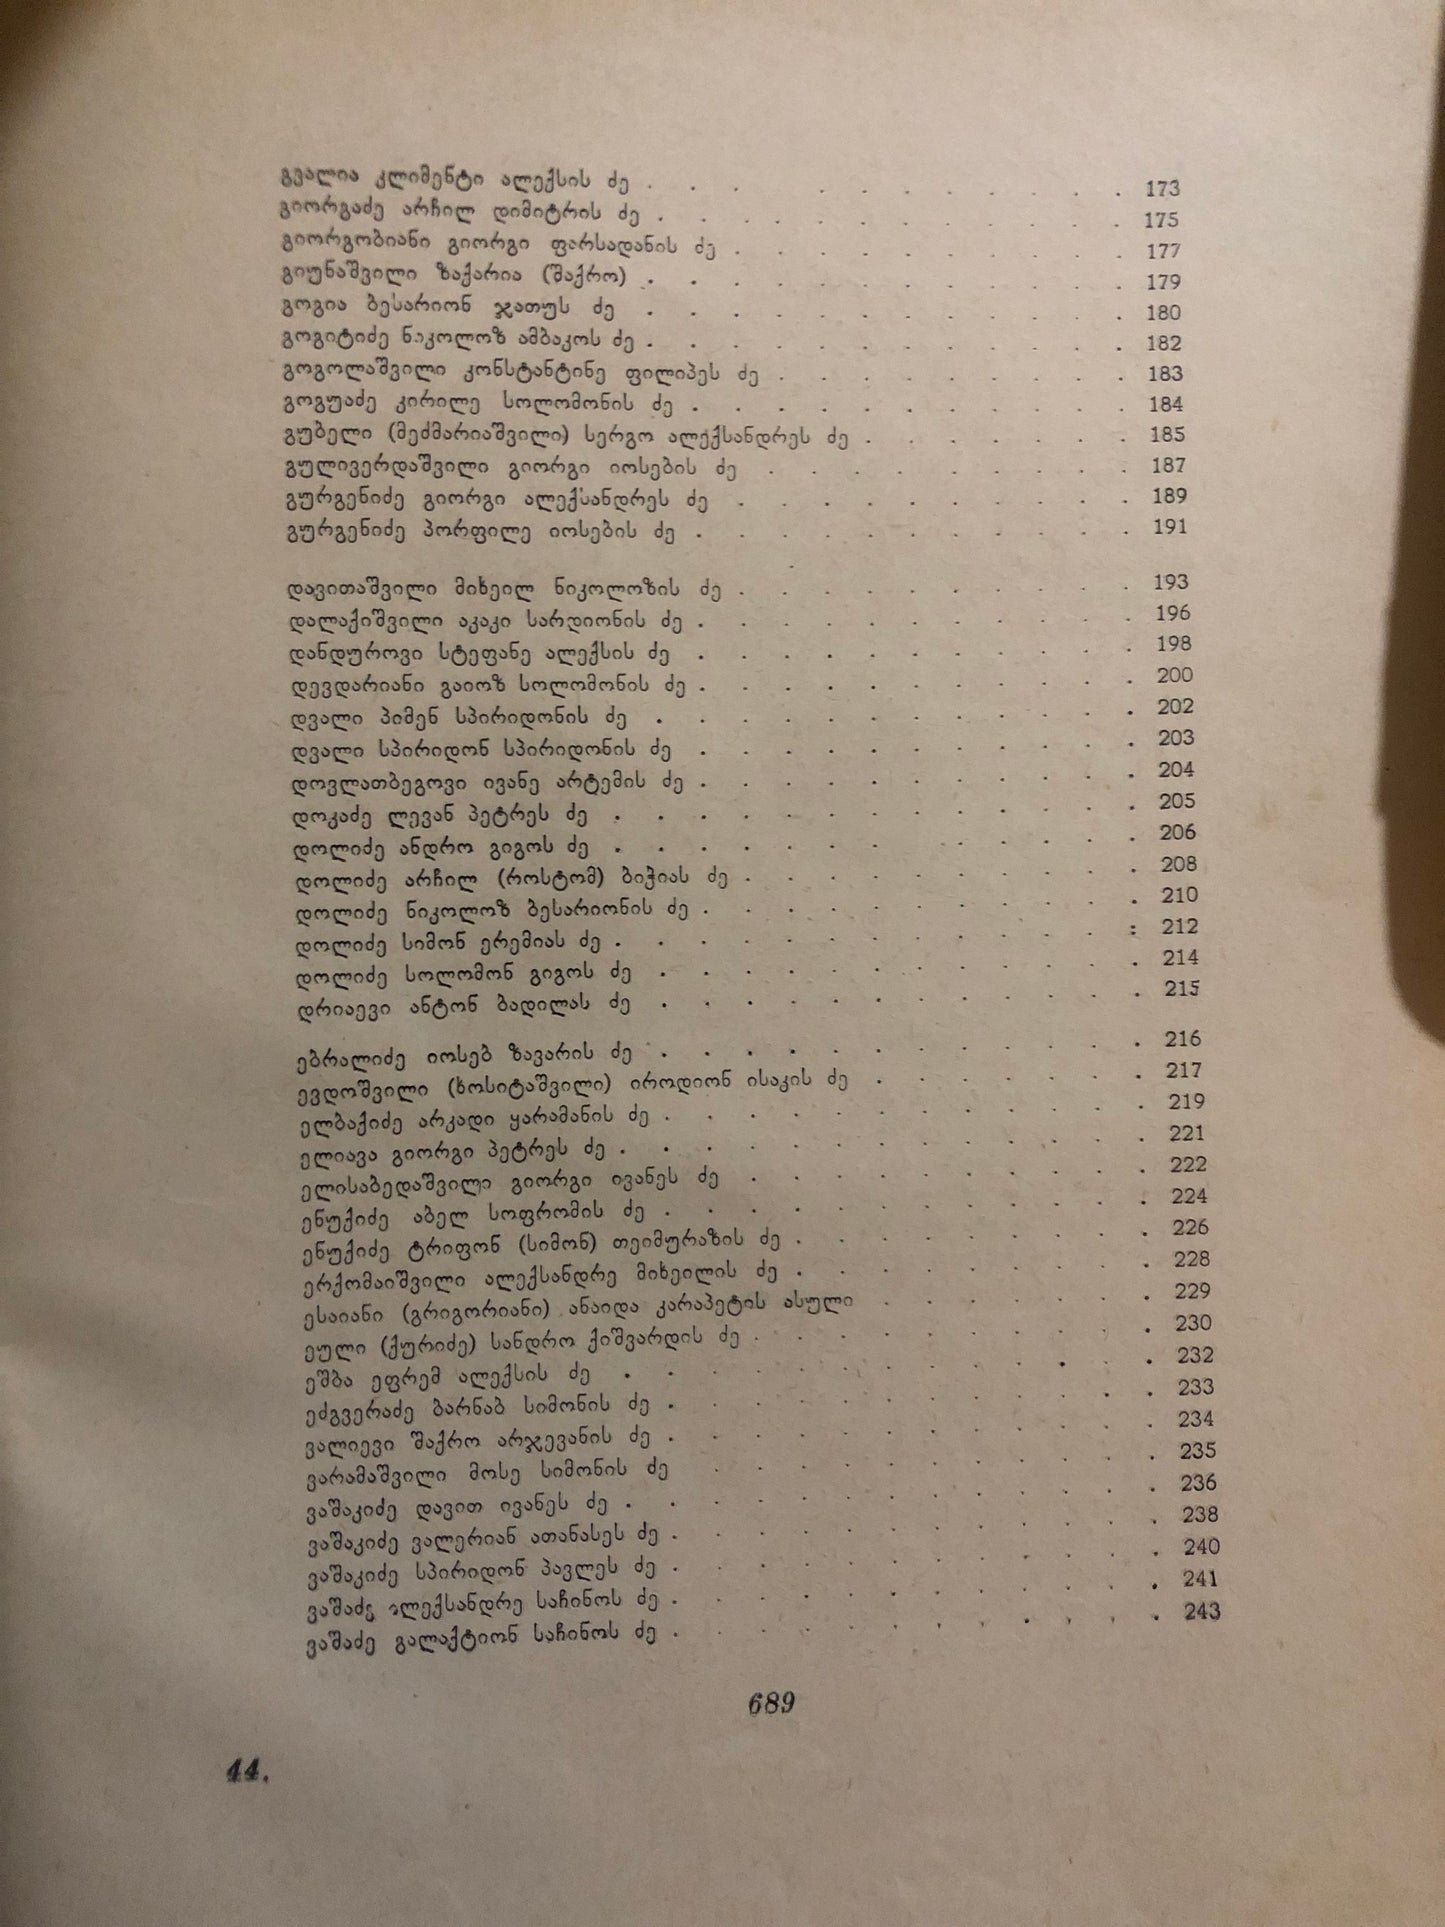 გვალია კლიმენტი ალექსის ძე . . . . . . . . . . . 173
გიორგაძე არჩილ დიმიტრის ძე . . . . . . . . . . . 175
გიორგობიანი გიორგი ფარსადანის ძე . . . . . . . . . . 177
გიუნაშვილი ზაქარია (შაქრო) . . . . . . . . . . . . 179
გოგია ბესარიონ ჯათუს ძე . . . . . . . . . . . . 180
გოგიტიძე ნიკოლოზ ამბაკოს ძე . . . . . . . . . . . . 182
გოგოლაშვილი კონსტანტინე ფილიპეს ძე . . . . . . . . . 183
გოგუაძე კირილე სოლომონის ძე . . . . . . . . . . . 184
გუბელი (მეძმარიაშვილი) სერგო ალექსანდრეს ძე . . . . . . . 185
გულივერდაშვილი გიორგი იოსების ძე . . . . . . . . . 187
გურგენიძე გიორგი ალექსანდრეს ძე . . . . . . . . . . 189
გურგენიძე პორფილე იოსების ძე . . . . . . . . . . . 191
დავითაშვილი მიხეილ ნიკოლოზის ძე . . . . . . . . . . 193
დალაქიშვილი აკაკი სარდიონის ძე . . . . . . . . . . . 196
დანდუროვი სტეფანე ალექსის ძე . . . . . . . . . . . 198
დევდარიანი გაიოზ სოლომონის ძე . . . . . . . . . . . 200
დვალი პიმენ სპირიდონის ძე . . . . . . . . . . . . 202
დვალი სპირიდონ სპირიდონის ძე . . . . . . . . . . . 203
დოვლათბეგოვი ივანე არტემის ძე . . . . . . . . . . . 204
დოკაძე ლევან პეტრეს ძე . . . . . . . . . . . . . 205
დოლიძე ანდრო გიგოს ძე . . . . . . . . . . . . . 206
დოლიძე არჩილ (როსტომ) ბიჭიას ძე . . . . . . . . . . 208
დოლიძე ნიკოლოზ ბესარიონის ძე . . . . . . . . . . . 210
დოლიძე სიმონ ერემიას ძე . . . . . . . . . . . . : 212
დოლიძე სოლომონ გიგოს ძე . . . . . . . . . . . . 214
დრიაევი ანტონ ბადილას ძე . . . . . . . . . . . . 215
ებრალიძე იოსებ ზავარის ძე . . . . . . . . . . . . 216
ევდოშვილი (ხოსიტაშვილი) იროდიონ ისაკის ძე . . . . . . . 217
ელბაქიძე არკადი ყარამანის ძე . . . . . . . . . . . . 219
ელიავა გიორგი პეტრეს ძე . . . . . . . . . . . . . 221
ელისაბედაშვილი გიორგი ივანეს ძე . . . . . . . . . . 222
ენუქიძე აბელ სოფრომის ძე . . . . . . . . . . . . 224
ენუქიძე ტრიფონ (სიმონ) თეიმურაზის ძე . . . . . . . . . 226
ერქომაიშვილი ალექსანდრე მიხეილის ძე . . . . . . . . . 228
ესაიანი (გრიგორიანი) ანაიდა კარაპეტის ასული . . . . . . . 229
ეული (ქურიძე) სანდრო ქიშვარდის ძე . . . . . . . . . . 230
ეშბა ეფრემ ალექსის ძე . . . . . . . . . . . . . 232
ეძგვერაძე ბარნაბ სიმონის ძე . . . . . . . . . . . . 233
ვალიევი შაქრო არჯევანის ძე . . . . . . . . . . . . 234
ვარამაშვილი მოსე სიმონის ძე . . . . . . . . . . . 235
ვაშაკიძე დავით ივანეს ძე . . . . . . . . . . . . . 236
ვაშაკიძე ვალერიან ათანასეს ძე . . . . . . . . . . . . 238
ვაშაკიძე სპირიდონ პავლეს ძე . . . . . . . . . . . . 240
ვაშაძე ალექსანდრე საჩინოს ძე . . . . . . . . . . . . 241
ვაშაძე გალაქტიონ საჩინოს ძე . . . . . . . . . . . . 243
689
44.